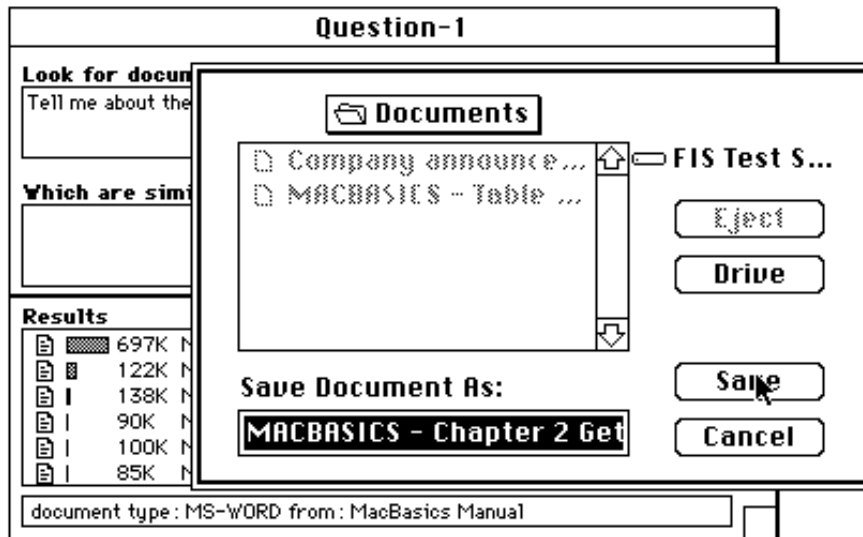 Question-1
Look for docun
Tell me about the
Which are simi
Results
697K N
122K N
138K N
90K N
100K N
85K N
document type : MS-WORD from : MacBasics Manual
Documents
Company announce...
MACBASICS - Table ...
FIS Test S...
Eject
Drive
Save Document As:
MACBASICS - Chapter 2 Get
Save
Cancel